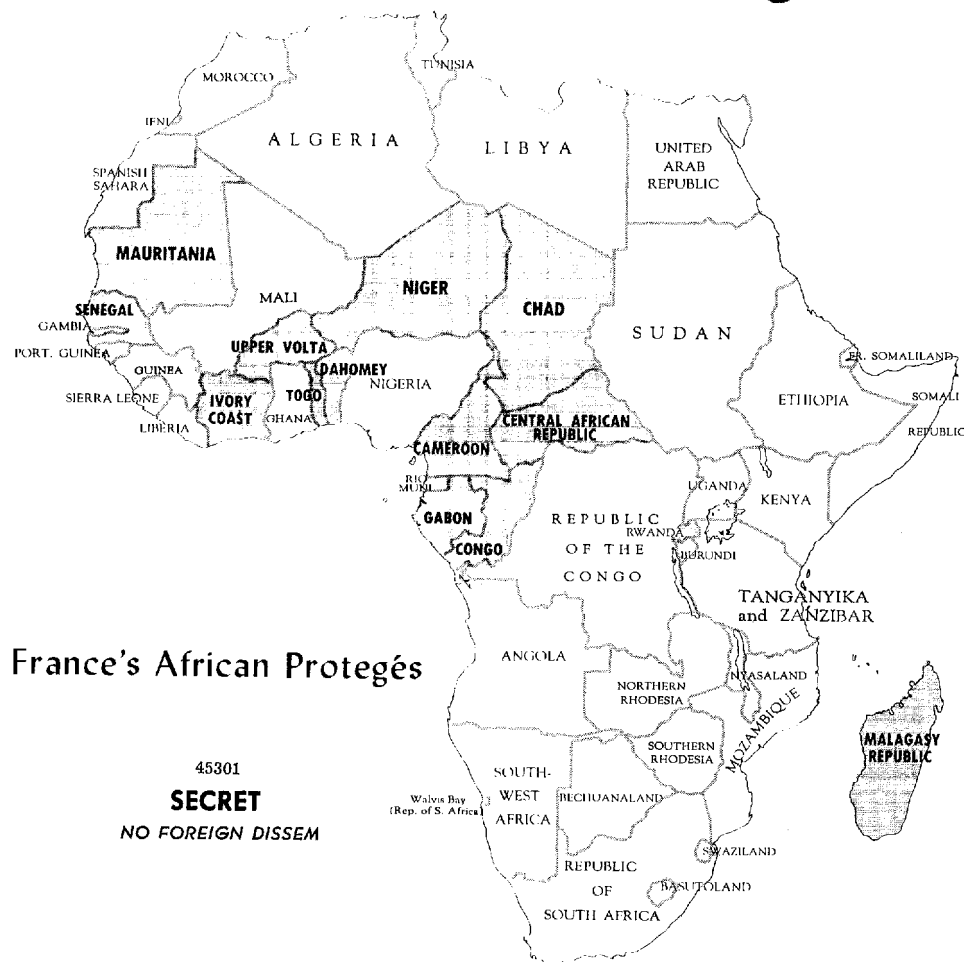 MOROCCO
TUNISIA
IFNI
ALGERIA
LIBYA
UNITED
ARAB
REPUBLIC
SPANISH
SAHARA
MAURITANIA
MALI
NIGER
CHAD
SUDAN
SENEGAL
GAMBIA
PORT. GUINEA
GUINEA
SIERRA LEONE
LIBERIA
UPPER VOLTA
IVORY
COAST
GHANA
TOGO
DAHOMEY
NIGERIA
FR. SOMALILAND
ETHIOPIA
SOMALI
REPUBLIC
CAMEROON
CENTRAL AFRICAN
REPUBLIC
RIO
MUNI
GABON
CONGO
REPUBLIC
OF THE
CONGO
UGANDA
KENYA
RWANDA
BURUNDI
TANGANYIKA
and ZANZIBAR
France's African Protegés
ANGOLA
NORTHERN
RHODESIA
NYASALAND
MOZAMBIQUE
SOUTHERN
RHODESIA
MALAGASY
REPUBLIC
45301
SECRET
NO FOREIGN DISSEM
Walvis Bay
(Rep. of S. Africa)
SOUTH-
WEST
AFRICA
BECHUANALAND
SWAZILAND
BASUTOLAND
REPUBLIC
OF
SOUTH AFRICA